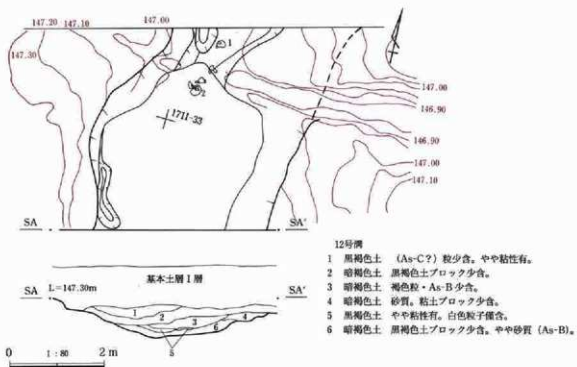 147.20
147.10
147.00
147.30
1
2
17H-33
147.00
146.90
146.90
147.00
147.10
SA
SA'
基本土層Ⅰ層
SA
L=147.30m
SA'
1
2
3
4
6
5
0 1:80 2 m
12号溝
1 黒褐色土 (As-C?) 粒少含。やや粘性有。
2 暗褐色土 黒褐色土ブロック少含。
3 暗褐色土 褐色粒・As-B少含。
4 暗褐色土 砂質。粘土ブロック少含。
5 黒褐色土 やや粘性有。白色粒子僅含。
6 暗褐色土 黒褐色土ブロック少含。やや砂質 (As-B)。